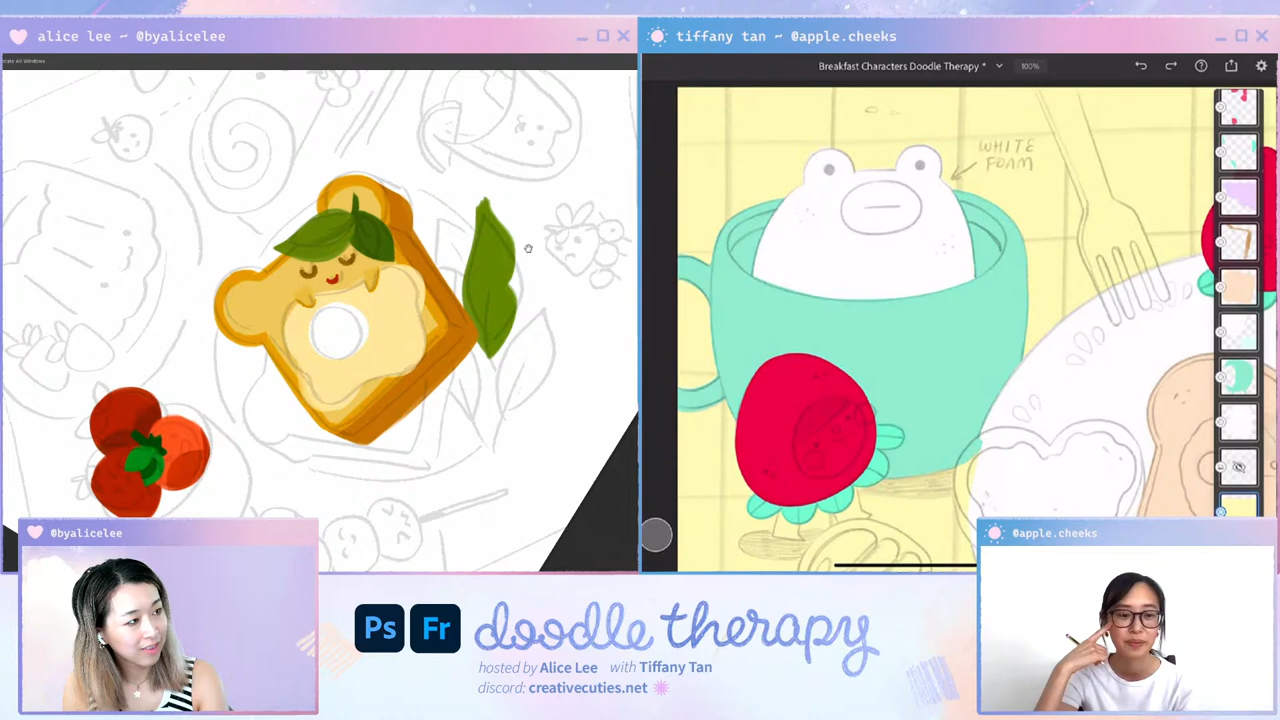 alice lee ~ @byalicelee
tiffany tan ~ @apple.cheeks
Breakfast Characters Doodle Therapy *
100%
WHITE
FOAM
@byalicelee
@apple.cheeks
Ps Fr doodle therapy
hosted by Alice Lee with Tiffany Tan
discord: creativecuties.net